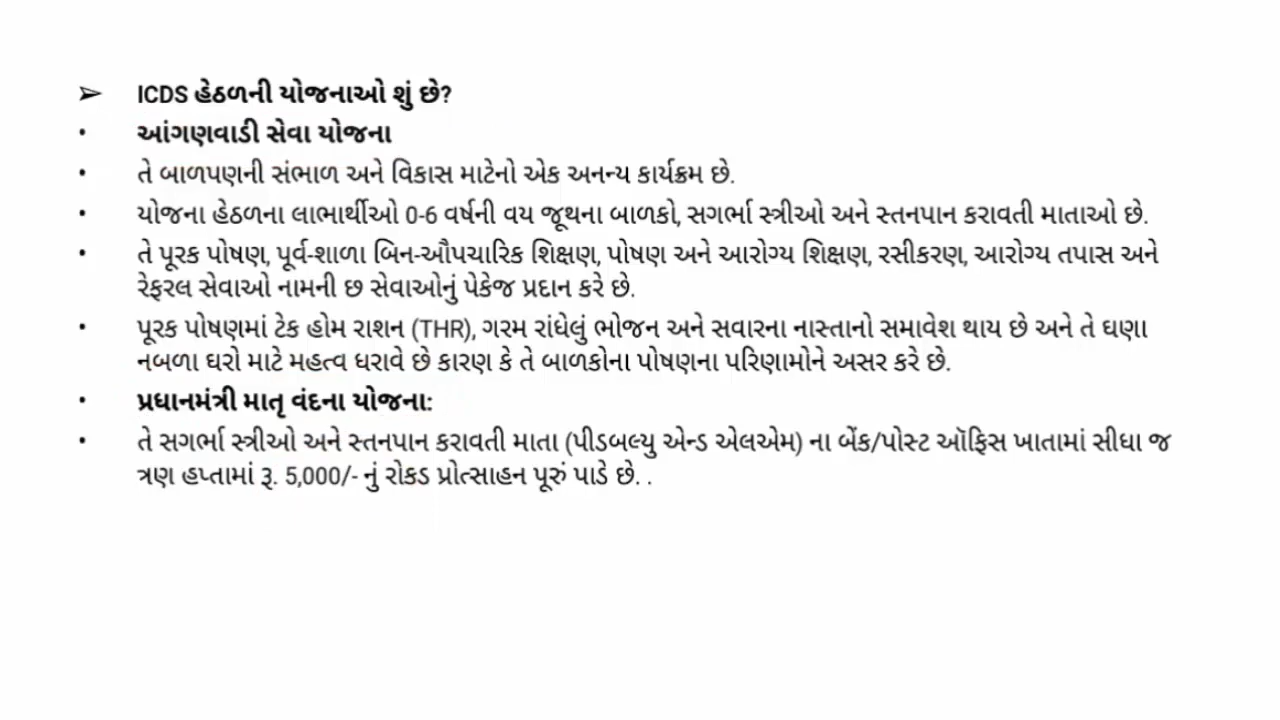 ➢ ICDS હેઠળની યોજનાઓ શું છે?
• આંગણવાડી સેવા યોજના
• તે બાળપણની સંભાળ અને વિકાસ માટેનો એક અનન્ય કાર્યક્રમ છે.
• યોજના હેઠળના લાભાર્થીઓ 0-6 વર્ષની વય જૂથના બાળકો, સગર્ભા સ્ત્રીઓ અને સ્તનપાન કરાવતી માતાઓ છે.
• તે પૂરક પોષણ, પૂર્વ-શાળા બિન-ઔપચારિક શિક્ષણ, પોષણ અને આરોગ્ય શિક્ષણ, રસીકરણ, આરોગ્ય તપાસ અને
રેફરલ સેવાઓ નામની છ સેવાઓનું પેકેજ પ્રદાન કરે છે.
• પૂરક પોષણમાં ટેક હોમ રાશન (THR), ગરમ રાંધેલું ભોજન અને સવારના નાસ્તાનો સમાવેશ થાય છે અને તે ઘણા
નબળા ઘરો માટે મહત્વ ધરાવે છે કારણ કે તે બાળકોના પોષણના પરિણામોને અસર કરે છે.
• પ્રધાનમંત્રી માતૃ વંદના યોજના:
• તે સગર્ભા સ્ત્રીઓ અને સ્તનપાન કરાવતી માતા (પીડબલ્યુ એન્ડ એલએમ) ના બેંક/પોસ્ટ ઑફિસ ખાતામાં સીધા જ
ત્રણ હપ્તામાં રૂ. 5,000/- નું રોકડ પ્રોત્સાહન પૂરું પાડે છે. .